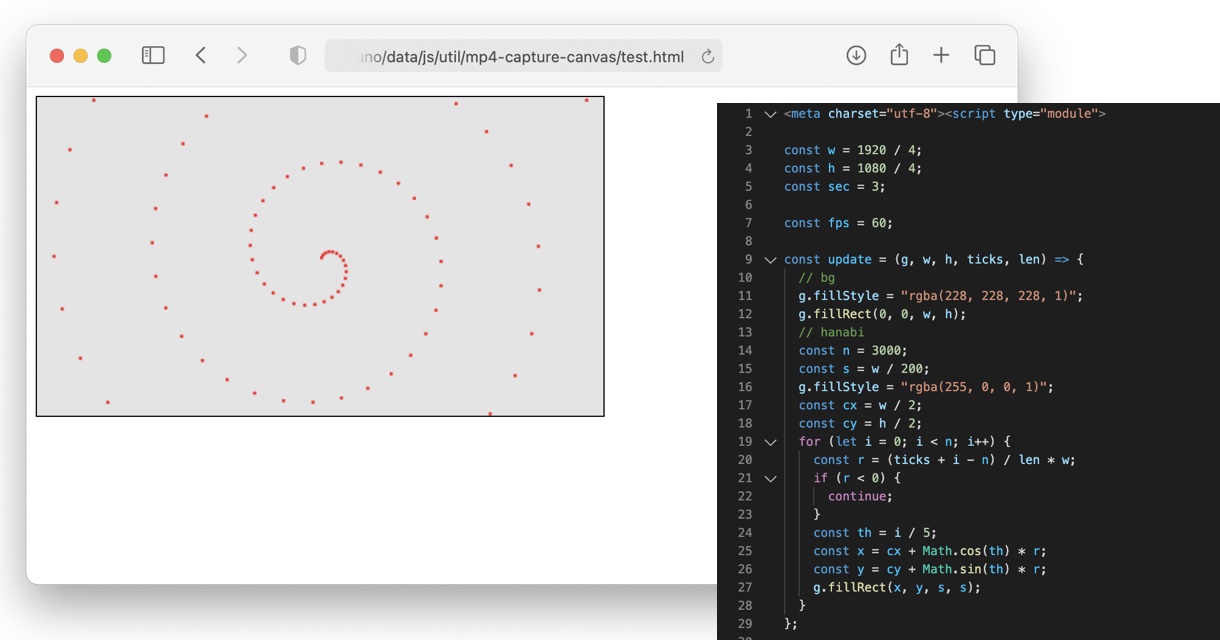 uno/data/js/util/mp4-capture-canvas/test.html
1 <meta charset="utf-8"><script type="module">
2
3 const w = 1920 / 4;
4 const h = 1080 / 4;
5 const sec = 3;
6
7 const fps = 60;
8
9 const update = (g, w, h, ticks, len) => {
10 // bg
11 g.fillStyle = "rgba(228, 228, 228, 1)";
12 g.fillRect(0, 0, w, h);
13 // hanabi
14 const n = 3000;
15 const s = w / 200;
16 g.fillStyle = "rgba(255, 0, 0, 1)";
17 const cx = w / 2;
18 const cy = h / 2;
19 for (let i = 0; i < n; i++) {
20 const r = (ticks + i - n) / len * w;
21 if (r < 0) {
22 continue;
23 }
24 const th = i / 5;
25 const x = cx + Math.cos(th) * r;
26 const y = cy + Math.sin(th) * r;
27 g.fillRect(x, y, s, s);
28 }
29 };